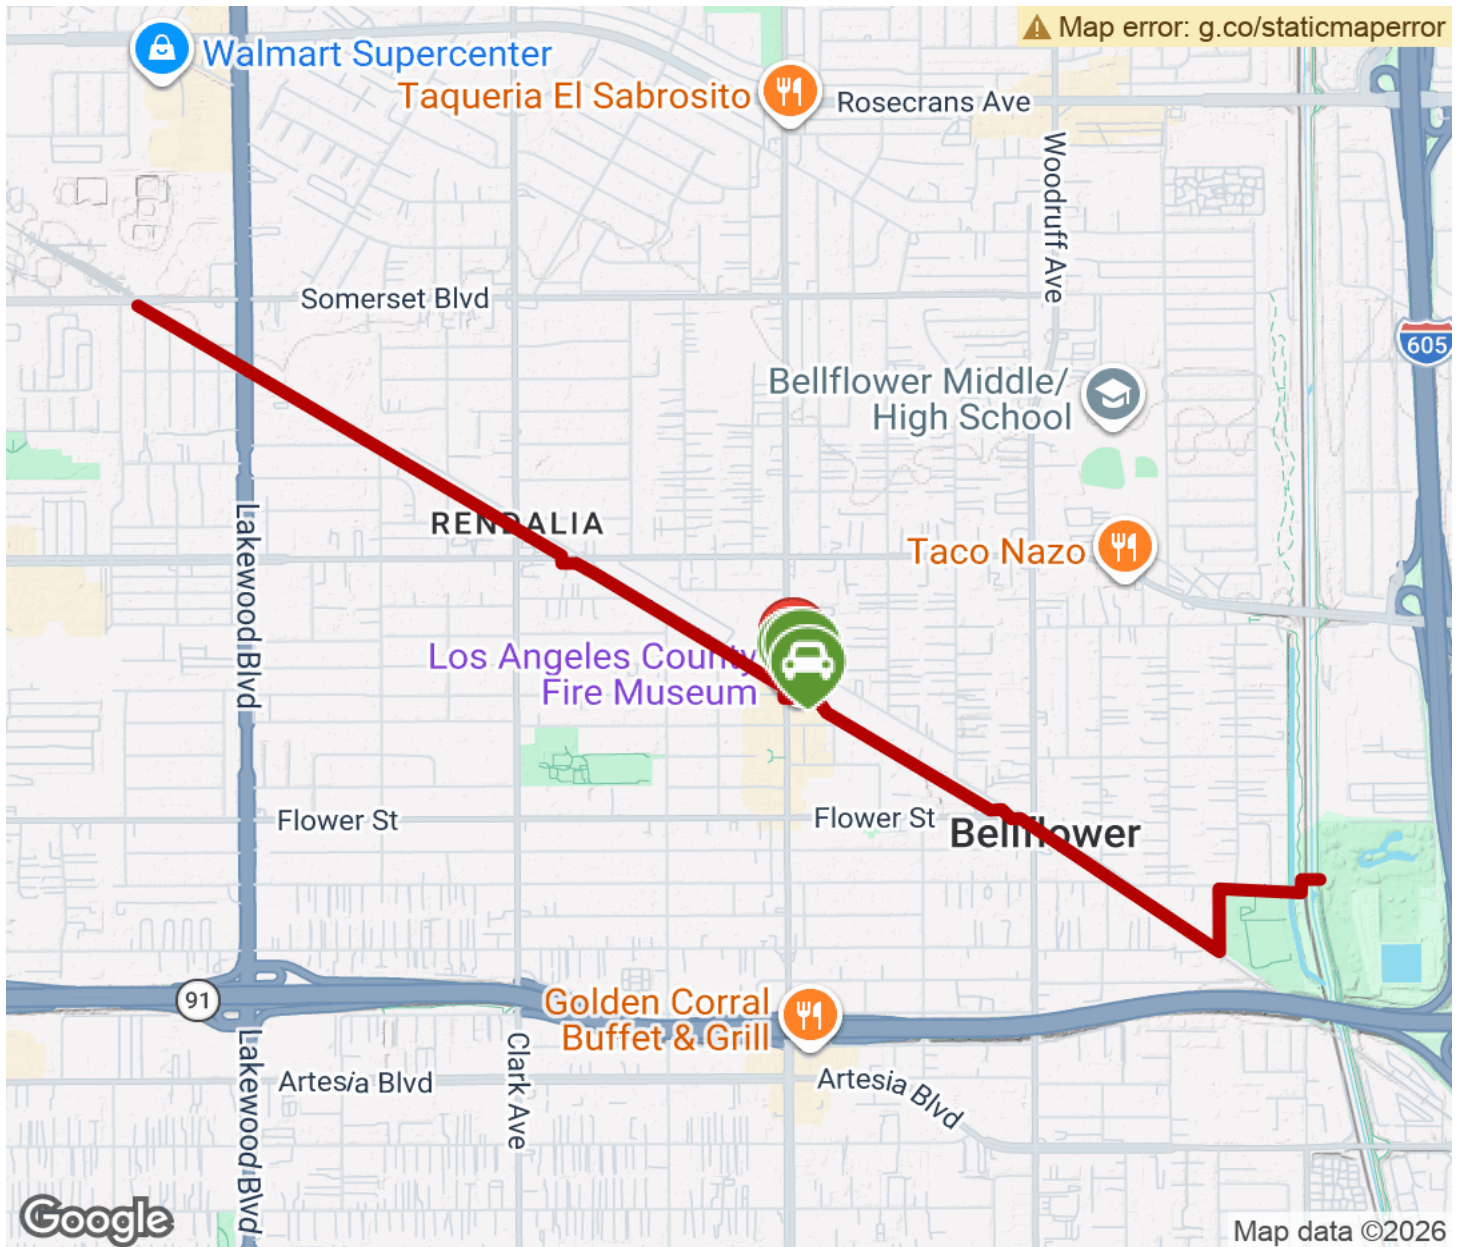 Map error: g.co/staticmaperror
Walmart Supercenter
Taqueria El Sabrosito
Rosecrans Ave
Woodruff Ave
Somerset Blvd
605
Bellflower Middle/
High School
Lakewood Blvd
RENDALIA
Taco Nazo
Los Angeles County
Fire Museum
Flower St
Flower St
Bellflower
91
Golden Corral
Buffet & Grill
Lakewood Blvd
Clark Ave
Artesia Blvd
Artesia Blvd
Google
Map data ©2026